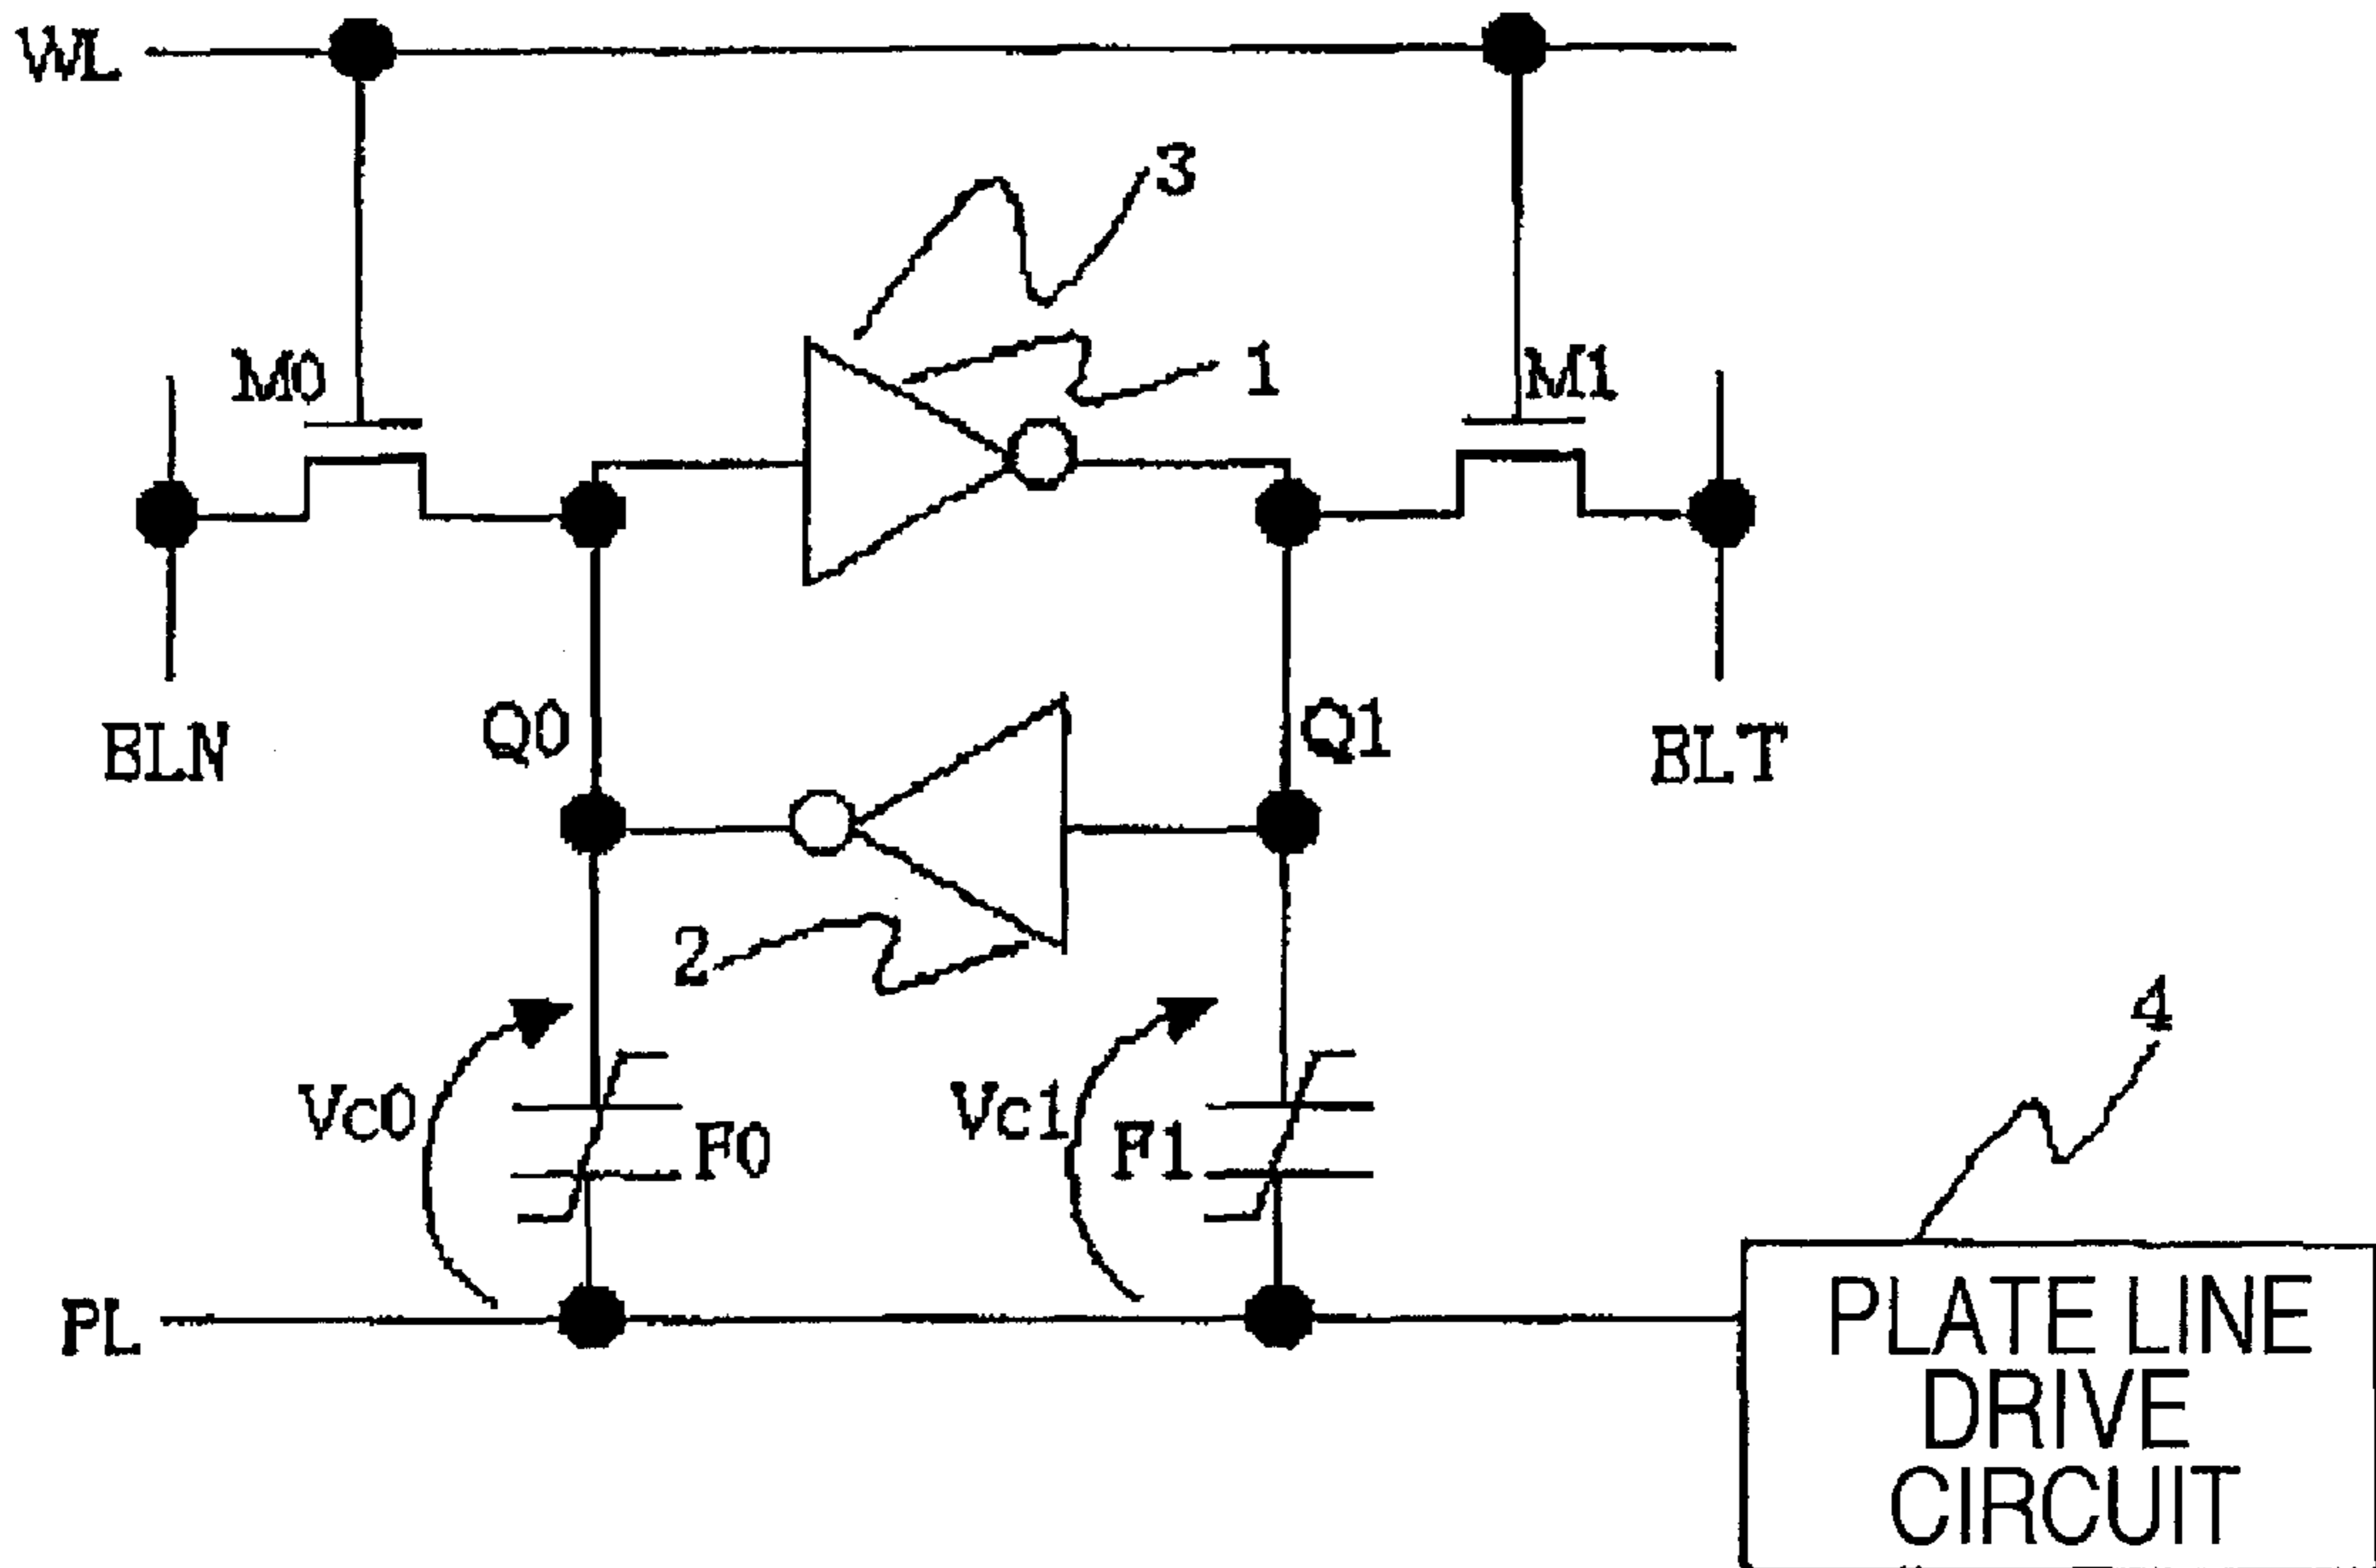 WL
3
1
M0
M1
Q0
Q1
BLN
BLT
2
4
Vc0
F0
Vc1
F1
PL
PLATE LINE
DRIVE
CIRCUIT